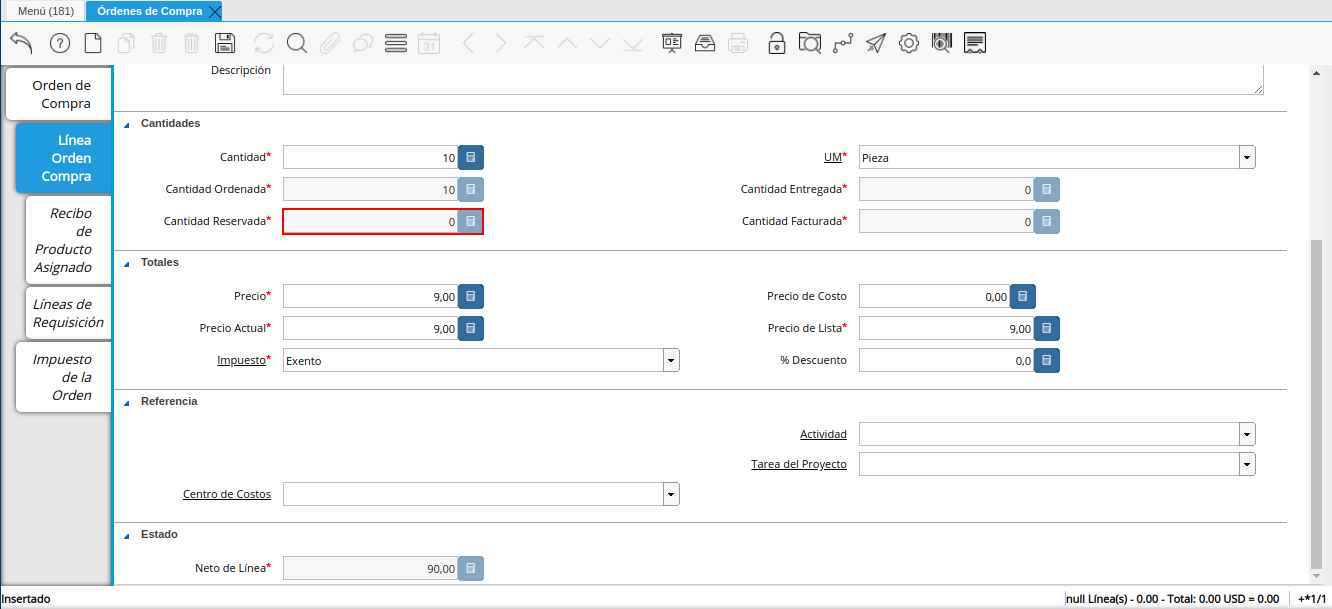 Menú (181)
Órdenes de Compra
31
Orden de
Compra
Línea
Orden
Compra
Recibo
de
Producto
Asignado
Líneas de
Requisición
Impuesto
de la
Orden
Descripción
Cantidades
Cantidad* 10
UM* Pieza
Cantidad Ordenada* 10
Cantidad Entregada* 0
Cantidad Reservada* 0
Cantidad Facturada* 0
Totales
Precio* 9,00
Precio de Costo 0,00
Precio Actual* 9,00
Precio de Lista* 9,00
Impuesto* Exento
% Descuento 0,0
Referencia
Actividad
Tarea del Proyecto
Centro de Costos
Estado
Neto de Línea* 90,00
Insertado
null Línea(s) - 0.00 - Total: 0.00 USD = 0.00
+*1/1